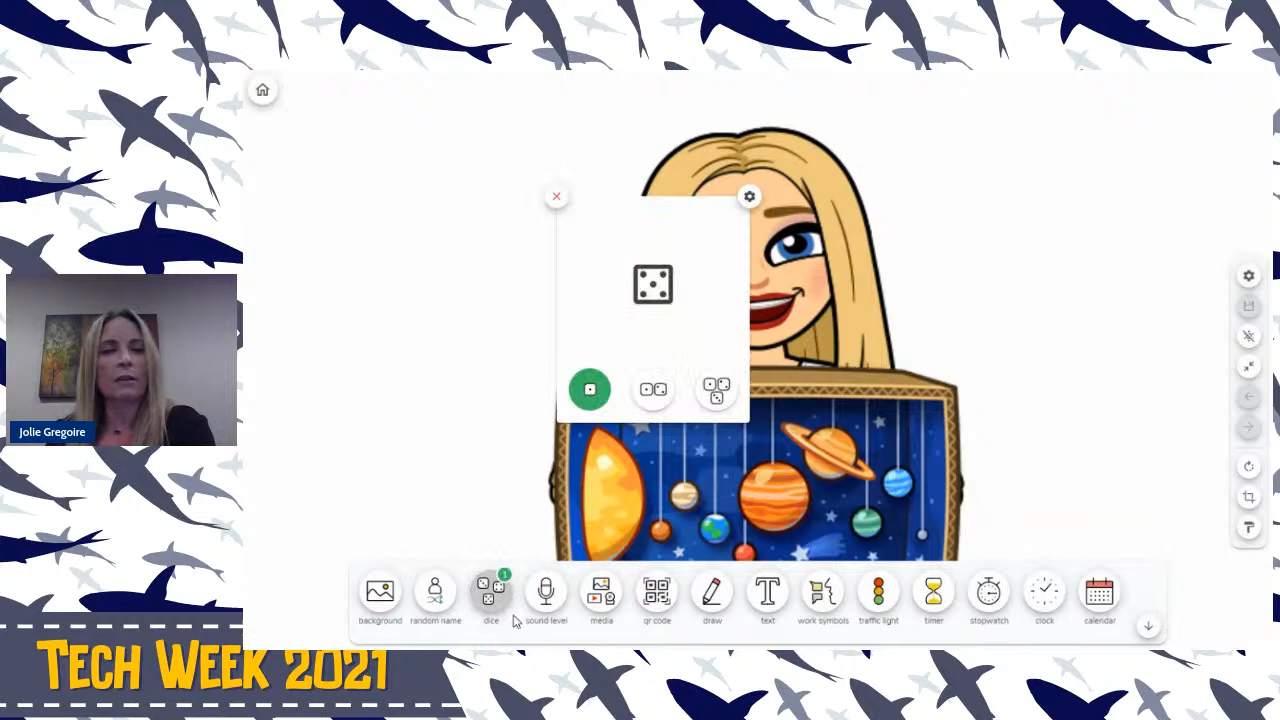 Jolie Gregoire
1
background random name dice sound level media qr code draw text work symbols traffic light timer stopwatch clock calendar
TECH WEEK 2021